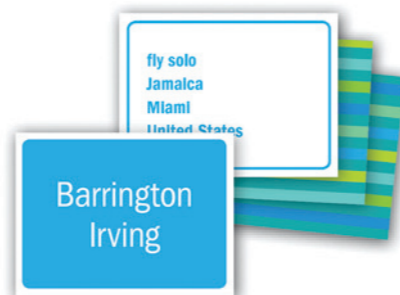 fly solo
Jamaica
Miami
United States
Barrington
Irving